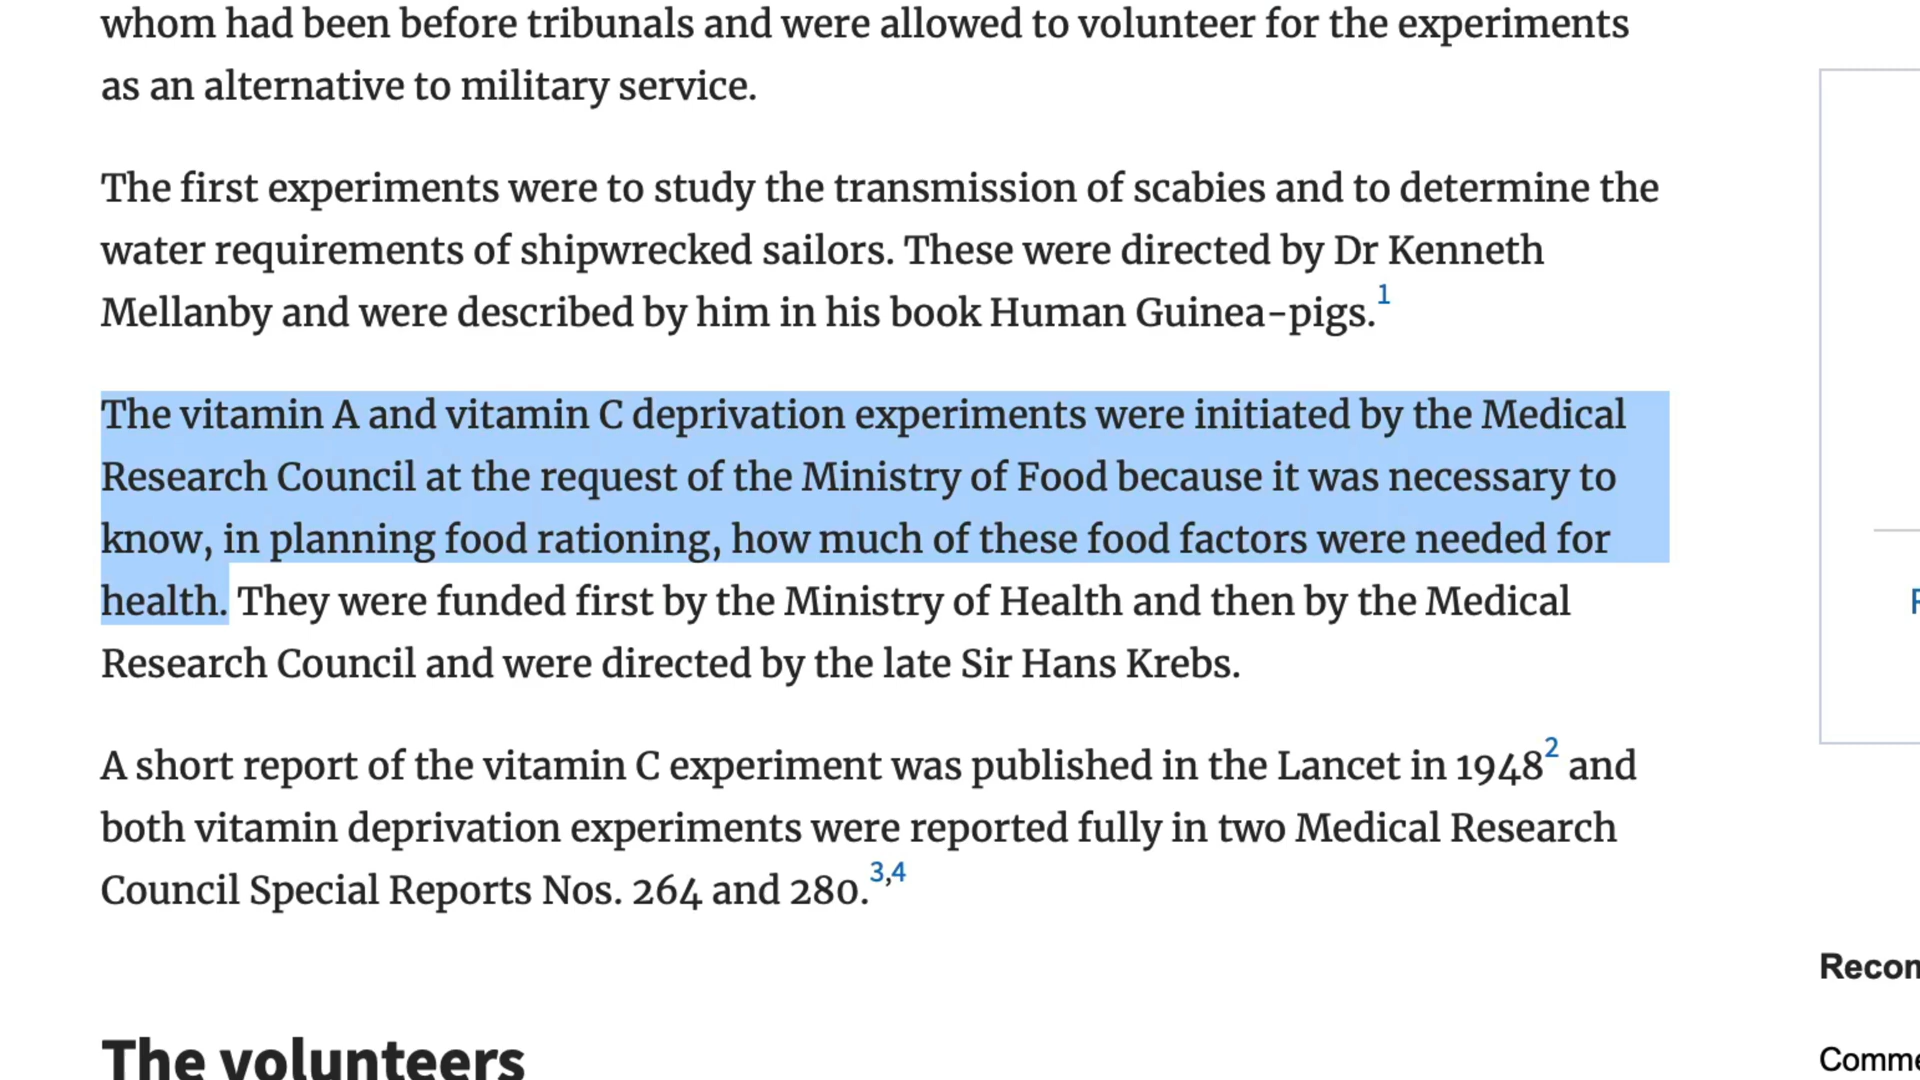 whom had been before tribunals and were allowed to volunteer for the experiments
as an alternative to military service.
The first experiments were to study the transmission of scabies and to determine the
water requirements of shipwrecked sailors. These were directed by Dr Kenneth
Mellanby and were described by him in his book Human Guinea-pigs.1
The vitamin A and vitamin C deprivation experiments were initiated by the Medical
Research Council at the request of the Ministry of Food because it was necessary to
know, in planning food rationing, how much of these food factors were needed for
health. They were funded first by the Ministry of Health and then by the Medical
Research Council and were directed by the late Sir Hans Krebs.
A short report of the vitamin C experiment was published in the Lancet in 19482 and
both vitamin deprivation experiments were reported fully in two Medical Research
Council Special Reports Nos. 264 and 280.3,4
The volunteers